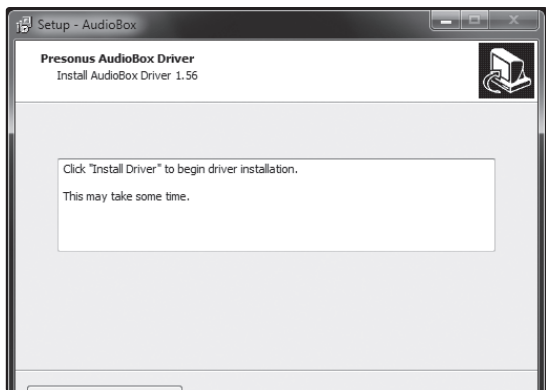 Setup - AudioBox
Presonus AudioBox Driver
Install AudioBox Driver 1.56
Click "Install Driver" to begin driver installation.
This may take some time.